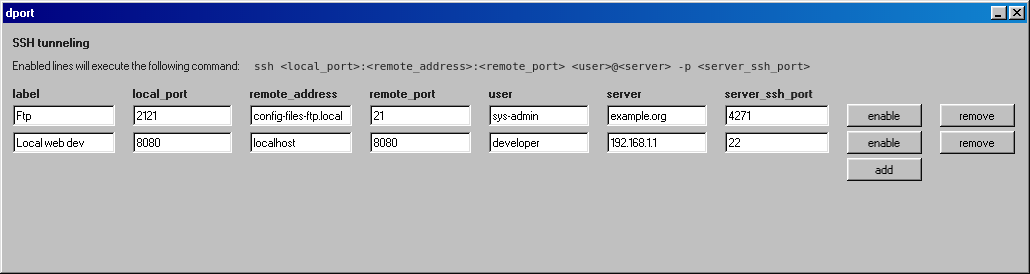 dport
SSH tunneling
Enabled lines will execute the following command: ssh <local_port>:<remote_address>:<remote_port> <user>@<server> -p <server_ssh_port>
label local_port remote_address remote_port user server server_ssh_port
Ftp 2121 config-files-ftp.local 21 sys-admin example.org 4271 enable remove
Local web dev 8080 localhost 8080 developer 192.168.1.1 22 enable remove
add